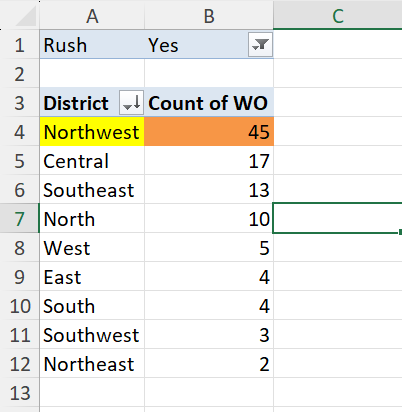 A B C
1 Rush Yes
2
3 District Count of WO
4 Northwest 45
5 Central 17
6 Southeast 13
7 North 10
8 West 5
9 East 4
10 South 4
11 Southwest 3
12 Northeast 2
13